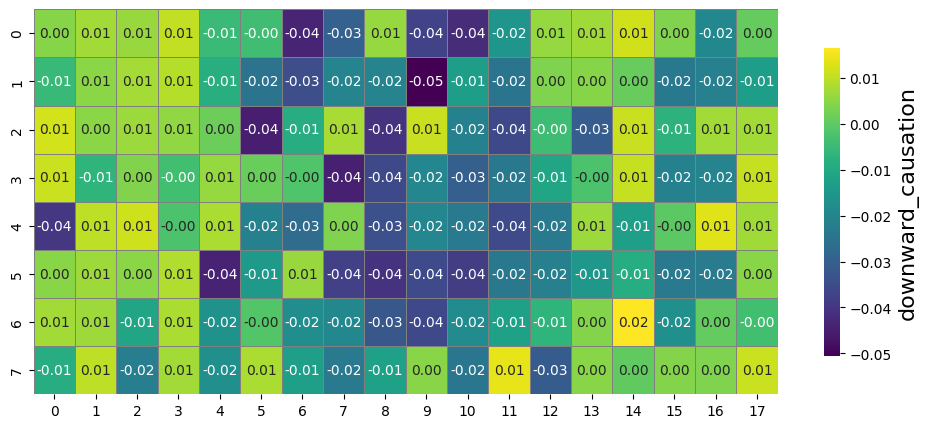 0 0.00 0.01 0.01 0.01 -0.01 -0.00 -0.04 -0.03 0.01 -0.04 -0.04 -0.02 0.01 0.01 0.01 0.00 -0.02 0.00
1 -0.01 0.01 0.01 0.01 -0.01 -0.02 -0.03 -0.02 -0.02 -0.05 -0.01 -0.02 0.00 0.00 0.00 -0.02 -0.02 -0.01
2 0.01 0.00 0.01 0.01 0.00 -0.04 -0.01 0.01 -0.04 0.01 -0.02 -0.04 -0.00 -0.03 0.01 -0.01 0.01 0.01
3 0.01 -0.01 0.00 -0.00 0.01 0.00 -0.00 -0.04 -0.04 -0.02 -0.03 -0.02 -0.01 -0.00 0.01 -0.02 -0.02 0.01
4 -0.04 0.01 0.01 -0.00 0.01 -0.02 -0.03 0.00 -0.03 -0.02 -0.02 -0.04 -0.02 0.01 -0.01 -0.00 0.01 0.01
5 0.00 0.01 0.00 0.01 -0.04 -0.01 0.01 -0.04 -0.04 -0.04 -0.04 -0.02 -0.02 -0.01 -0.01 -0.02 -0.02 0.00
6 0.01 0.01 -0.01 0.01 -0.02 -0.00 -0.02 -0.02 -0.03 -0.04 -0.02 -0.01 -0.01 0.00 0.02 -0.02 0.00 -0.00
7 -0.01 0.01 -0.02 0.01 -0.02 0.01 -0.01 -0.02 -0.01 0.00 -0.02 0.01 -0.03 0.00 0.00 0.00 0.00 0.01
0 1 2 3 4 5 6 7 8 9 10 11 12 13 14 15 16 17
0.01
0.00
−0.01
−0.02
−0.03
−0.04
−0.05
downward_causation